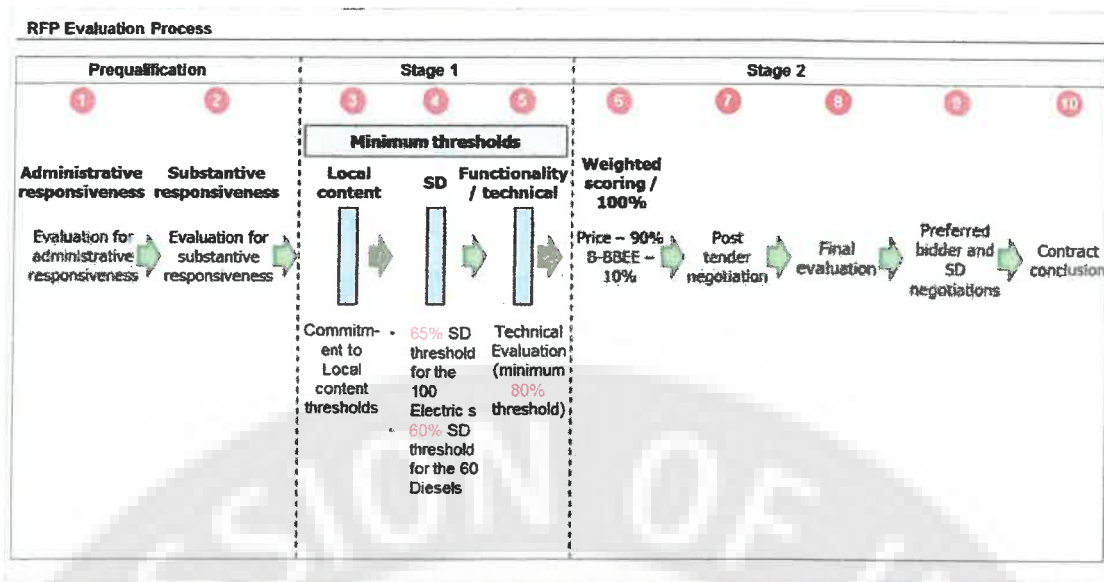 RFP Evaluation Process
Prequalification
Stage 1
Stage 2
1
2
3
4
5
6
7
8
9
10
Minimum thresholds
Administrative
responsiveness
Substantive
responsiveness
Local
content
SD
Functionality
/ technical
Weighted
scoring /
100%
Evaluation for
administrative
responsiveness
Evaluation for
substantive
responsiveness
Price – 90%
B-BBEE –
10%
Post
tender
negotiation
Final
evaluation
Preferred
bidder and
SD
negotiations
Contract
conclusion
Commitm-
ent to
Local
content
thresholds
• 65% SD
threshold
for the
100
Electric s
• 60% SD
threshold
for the 60
Diesels
Technical
Evaluation
(minimum
80%
threshold)
SION OF I